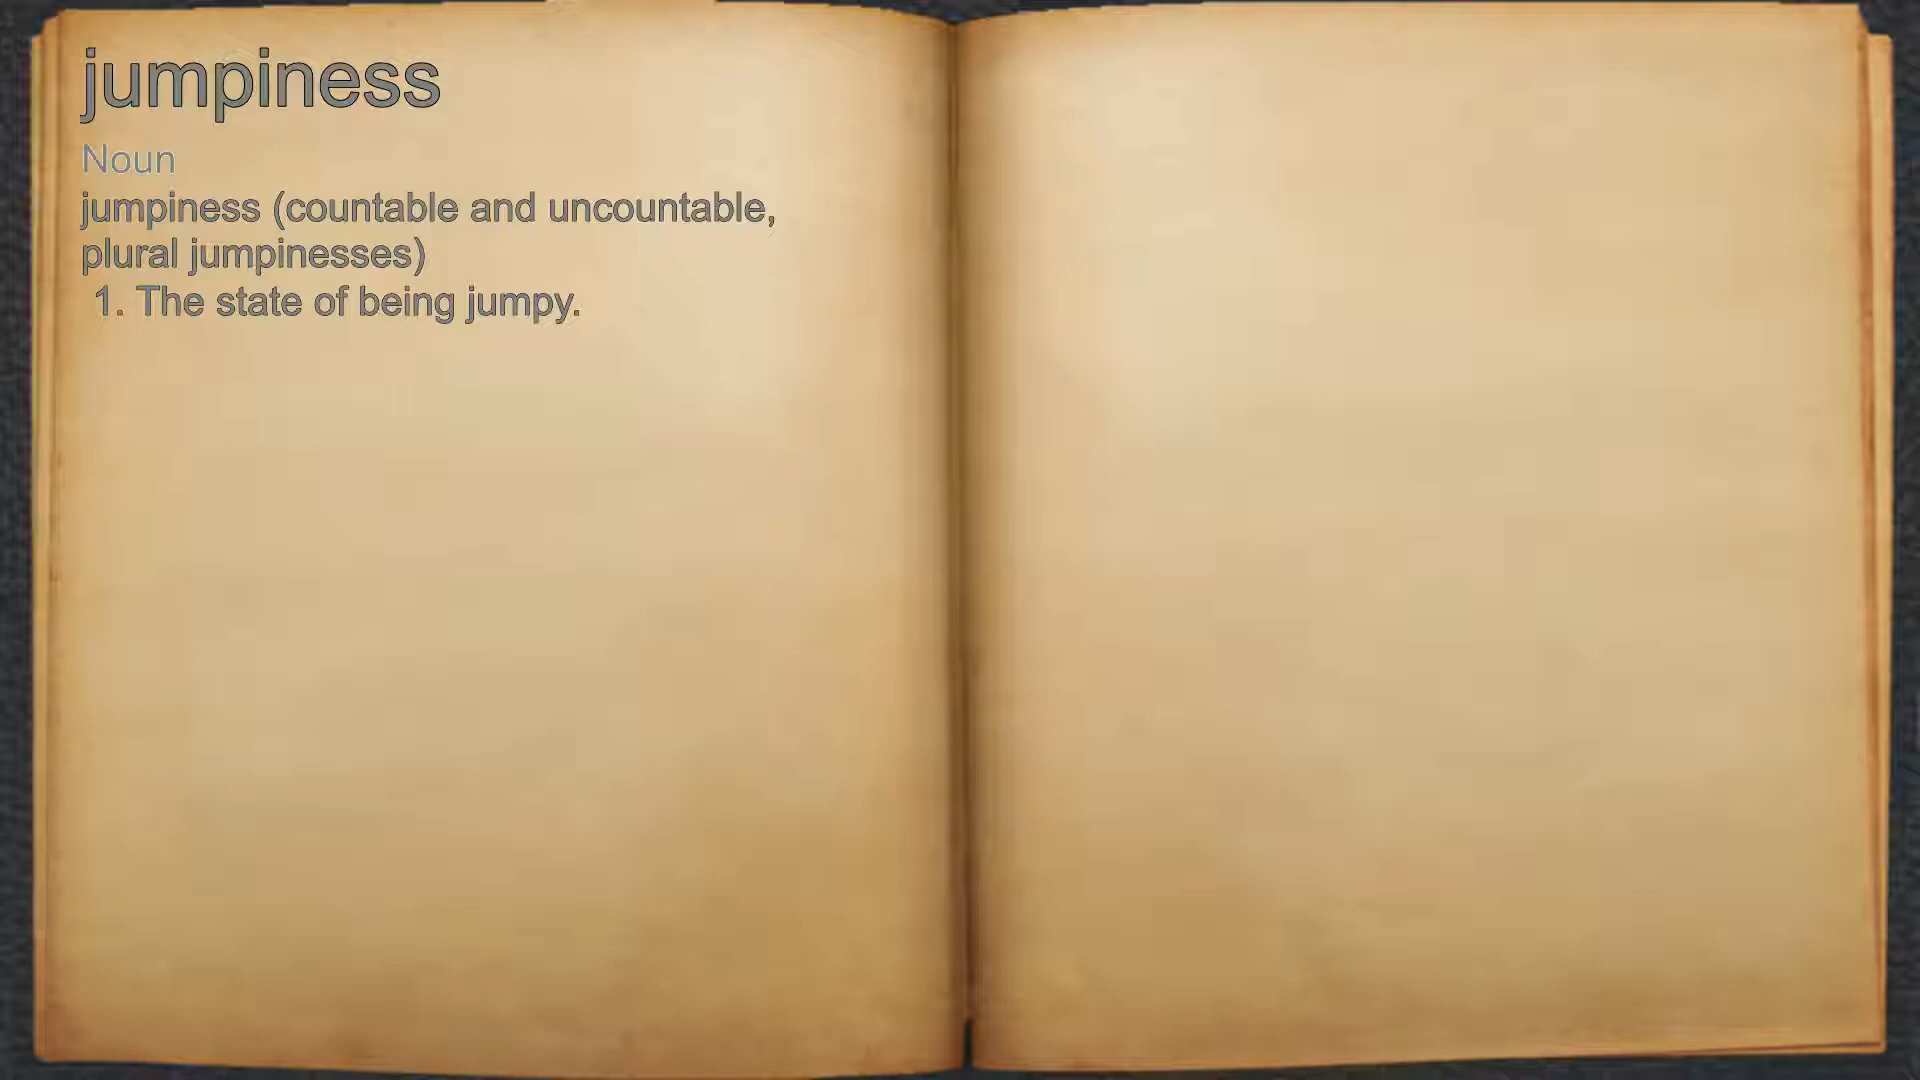 jumpiness
Noun
jumpiness (countable and uncountable,
plural jumpinesses)
1. The state of being jumpy.